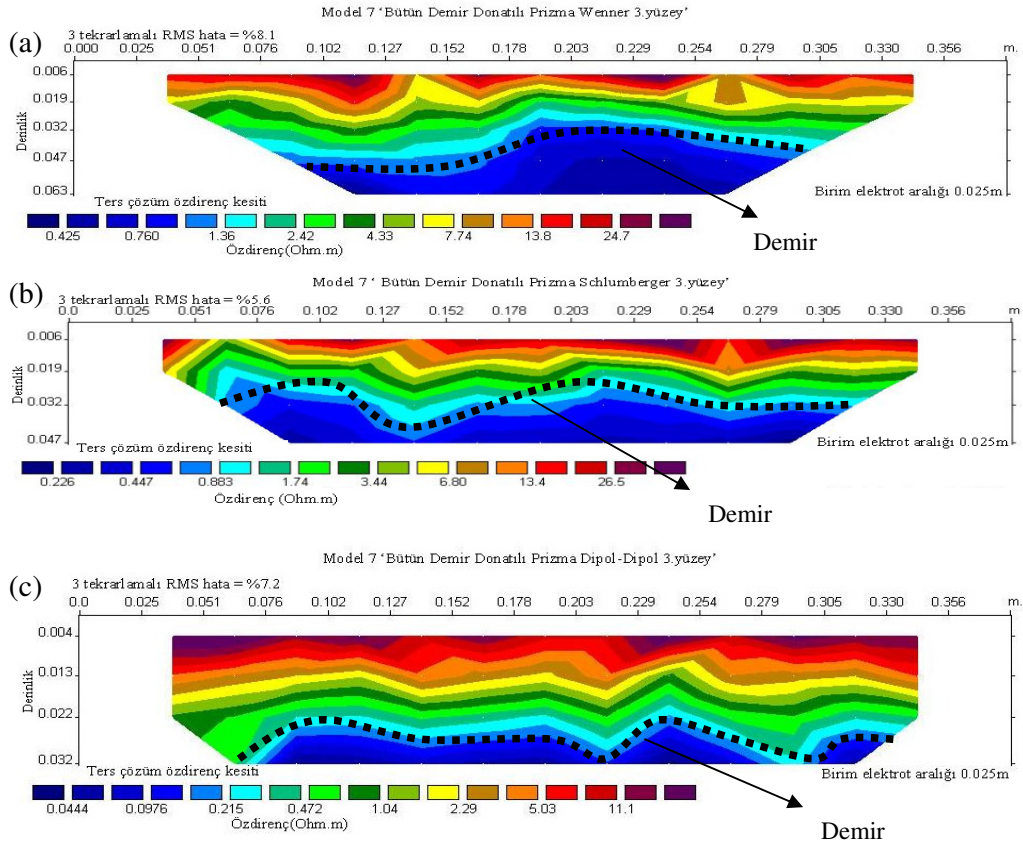 Model 7 'Bütün Demir Donatılı Prizma Wenner 3.yüzey'
(a)
3 tekrarlamalı RMS hata = %8.1
0.000 0.025 0.051 0.076 0.102 0.127 0.152 0.178 0.203 0.229 0.254 0.279 0.305 0.330 0.356 m.
0.006
0.019
0.032
0.047
0.063
Derinlik
Ters çözüm özdirenç kesiti
Birim elektrot aralığı 0.025m
0.425 0.760 1.36 2.42 4.33 7.74 13.8 24.7
Özdirenç(Ohm.m)
Demir
Model 7 ' Bütün Demir Donatılı Prizma Schlumberger 3.yüzey'
(b)
3 tekrarlamalı RMS hata = %5.6
0.0 0.025 0.051 0.076 0.102 0.127 0.152 0.178 0.203 0.229 0.254 0.279 0.305 0.330 0.356 m.
0.006
0.019
0.032
0.047
Derinlik
Ters çözüm özdirenç kesiti
Birim elektrot aralığı 0.025m
0.226 0.447 0.883 1.74 3.44 6.80 13.4 26.5
Özdirenç (Ohm.m)
Demir
Model 7 'Bütün Demir Donatılı Prizma Dipol-Dipol 3.yüzey'
(c)
3 tekrarlamalı RMS hata = %7.2
0.0 0.025 0.051 0.076 0.102 0.127 0.152 0.178 0.203 0.229 0.254 0.279 0.305 0.330 0.356 m.
0.004
0.013
0.022
0.032
Derinlik
Ters çözüm özdirenç kesiti
Birim elektrot aralığı 0.025m
0.0444 0.0976 0.215 0.472 1.04 2.29 5.03 11.1
Özdirenç(Ohm.m)
Demir